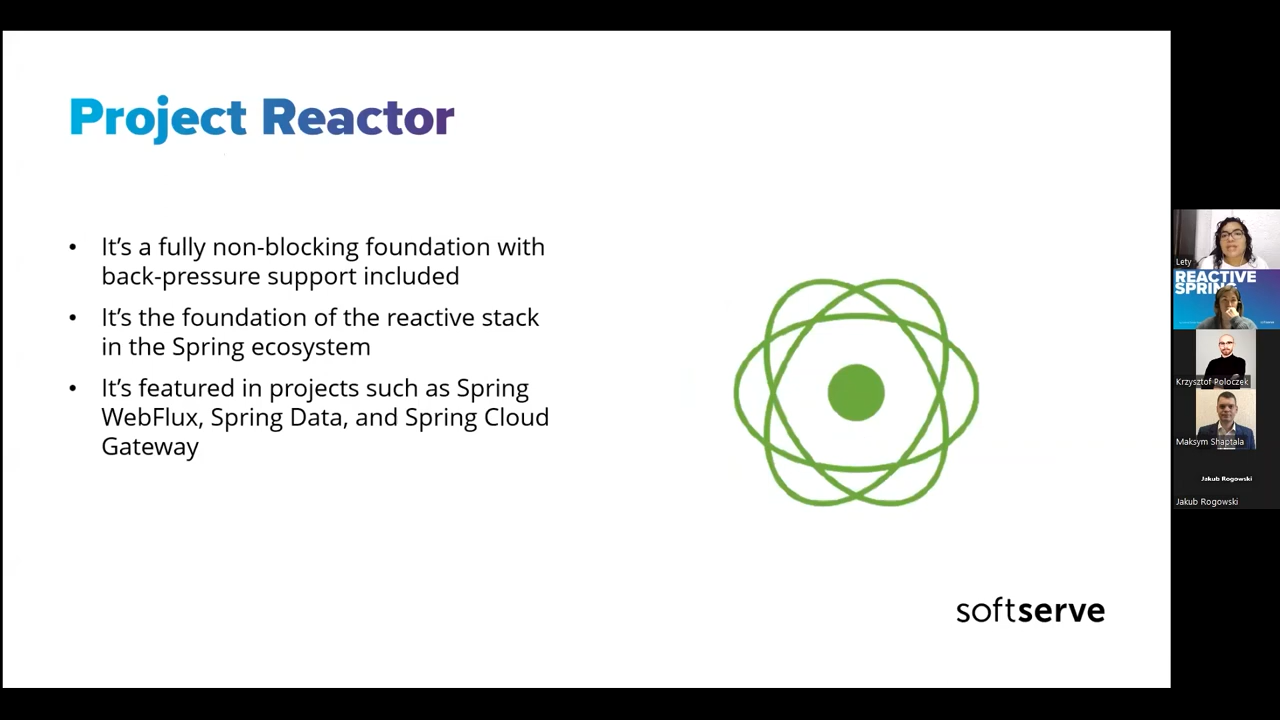 Project Reactor
• It's a fully non-blocking foundation with
back-pressure support included
• It's the foundation of the reactive stack
in the Spring ecosystem
• It's featured in projects such as Spring
WebFlux, Spring Data, and Spring Cloud
Gateway
softserve
Lety
REACTIVE
SPRING
Krzysztof Poloczek
Maksym Shaptala
Jakub Rogowski
Jakub Rogowski